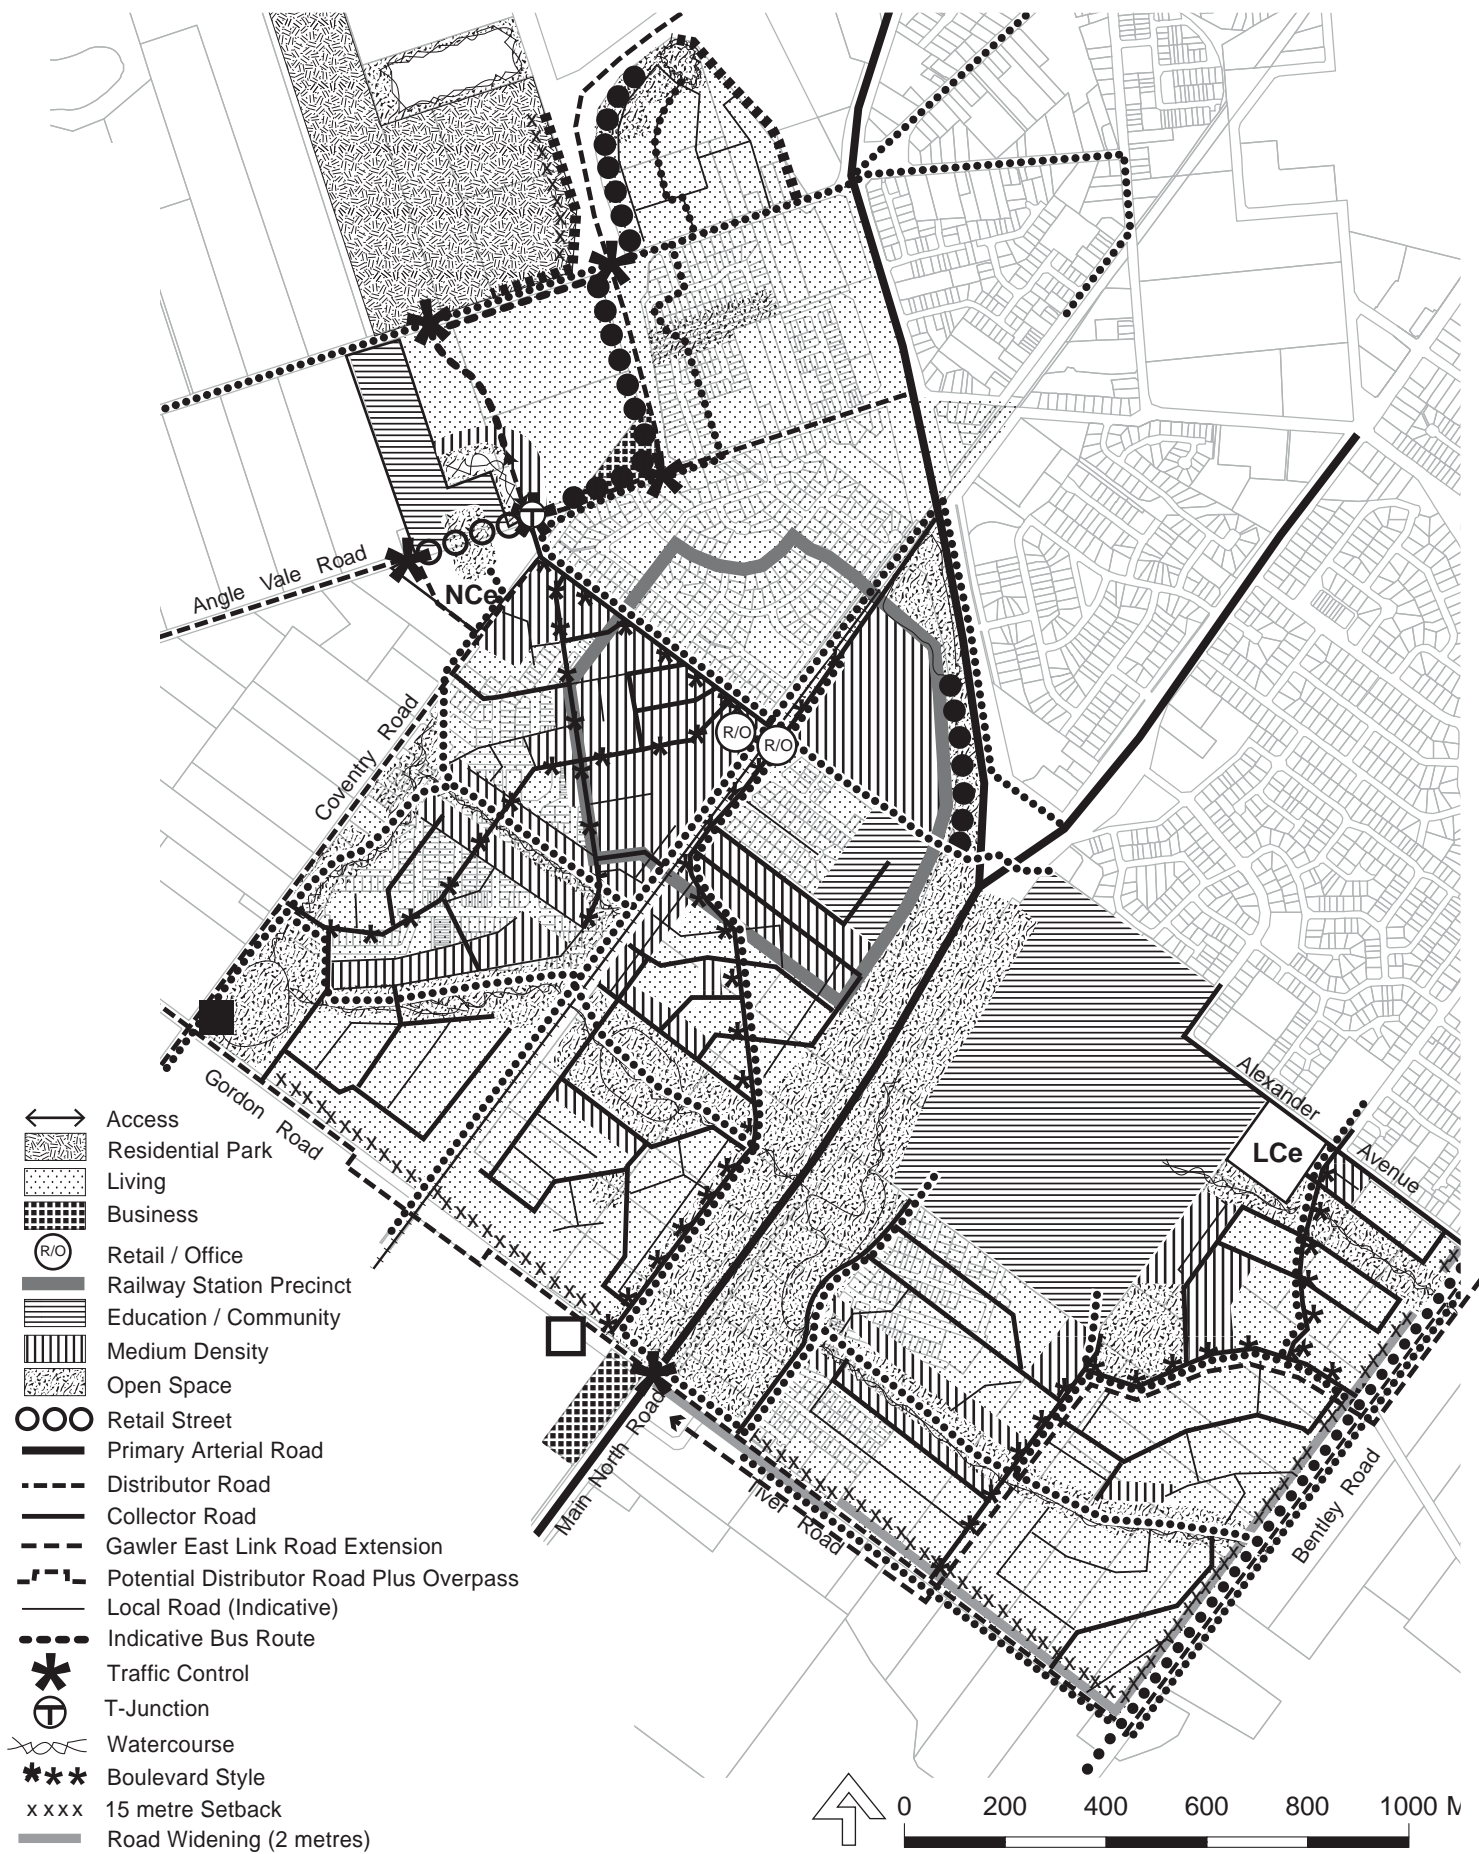 Angle Vale Road
NCe
Coventry Road
R/O
R/O
Gordon Road
Alexander Avenue
LCe
Main North Road
Tiver Road
Bentley Road
Access
Residential Park
Living
Business
R/O
Retail / Office
Railway Station Precinct
Education / Community
Medium Density
Open Space
Retail Street
Primary Arterial Road
Distributor Road
Collector Road
Gawler East Link Road Extension
Potential Distributor Road Plus Overpass
Local Road (Indicative)
Indicative Bus Route
Traffic Control
T
T-Junction
Watercourse
Boulevard Style
x x x x 15 metre Setback
Road Widening (2 metres)
0 200 400 600 800 1000